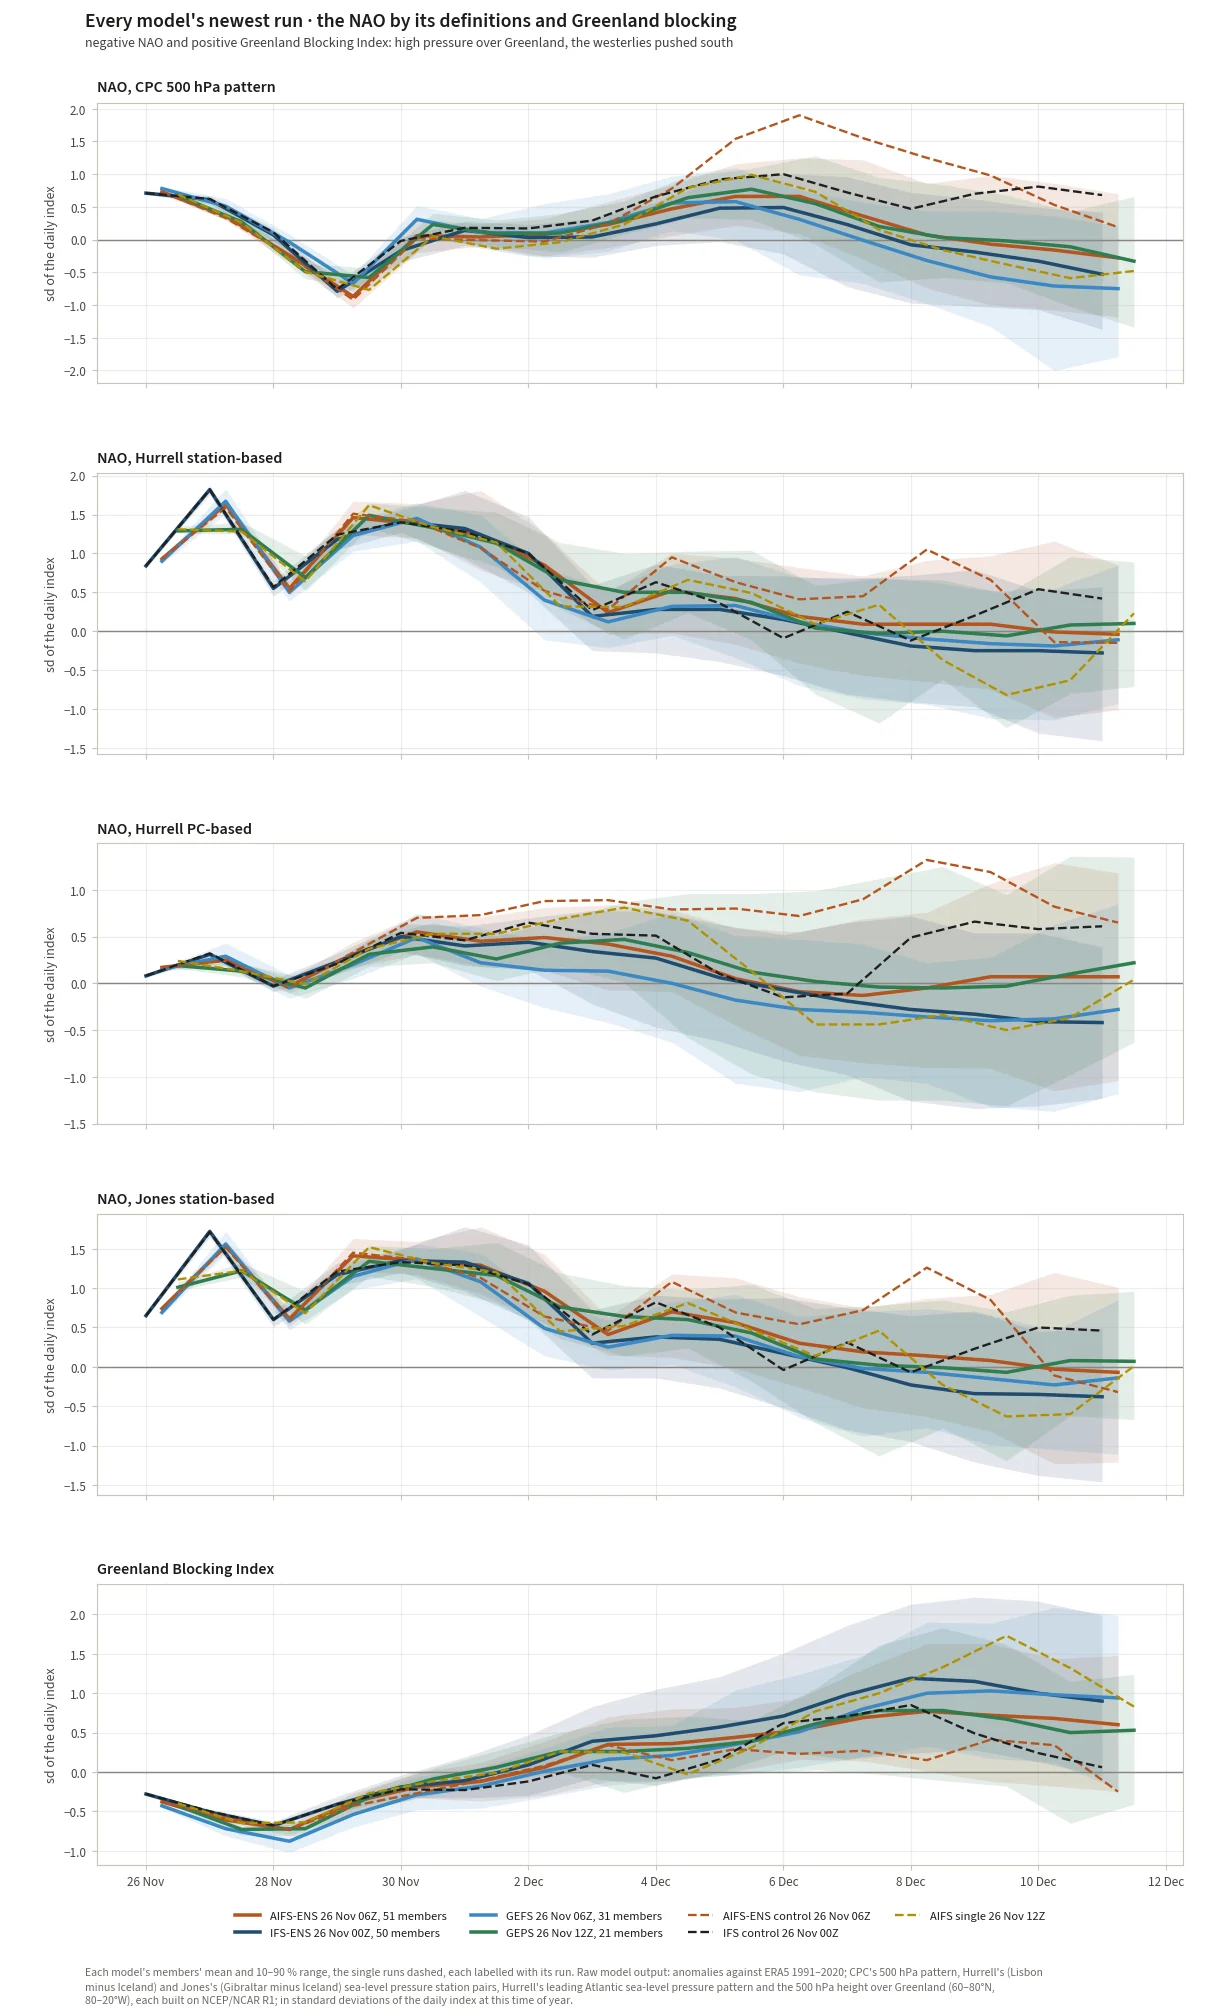 Every model's newest run · the NAO by its definitions and Greenland blocking
negative NAO and positive Greenland Blocking Index: high pressure over Greenland, the westerlies pushed south
NAO, CPC 500 hPa pattern
sd of the daily index
2.0
1.5
1.0
0.5
0.0
−0.5
−1.0
−1.5
−2.0
NAO, Hurrell station-based
sd of the daily index
2.0
1.5
1.0
0.5
0.0
−0.5
−1.0
−1.5
NAO, Hurrell PC-based
sd of the daily index
1.0
0.5
0.0
−0.5
−1.0
−1.5
NAO, Jones station-based
sd of the daily index
1.5
1.0
0.5
0.0
−0.5
−1.0
−1.5
Greenland Blocking Index
sd of the daily index
2.0
1.5
1.0
0.5
0.0
−0.5
−1.0
26 Nov 28 Nov 30 Nov 2 Dec 4 Dec 6 Dec 8 Dec 10 Dec 12 Dec
AIFS-ENS 26 Nov 06Z, 51 members GEFS 26 Nov 06Z, 31 members AIFS-ENS control 26 Nov 06Z AIFS single 26 Nov 12Z
IFS-ENS 26 Nov 00Z, 50 members GEPS 26 Nov 12Z, 21 members IFS control 26 Nov 00Z
Each model's members' mean and 10–90 % range, the single runs dashed, each labelled with its run. Raw model output: anomalies against ERA5 1991–2020; CPC's 500 hPa pattern, Hurrell's (Lisbon
minus Iceland) and Jones's (Gibraltar minus Iceland) sea-level pressure station pairs, Hurrell's leading Atlantic sea-level pressure pattern and the 500 hPa height over Greenland (60–80°N,
80–20°W), each built on NCEP/NCAR R1; in standard deviations of the daily index at this time of year.